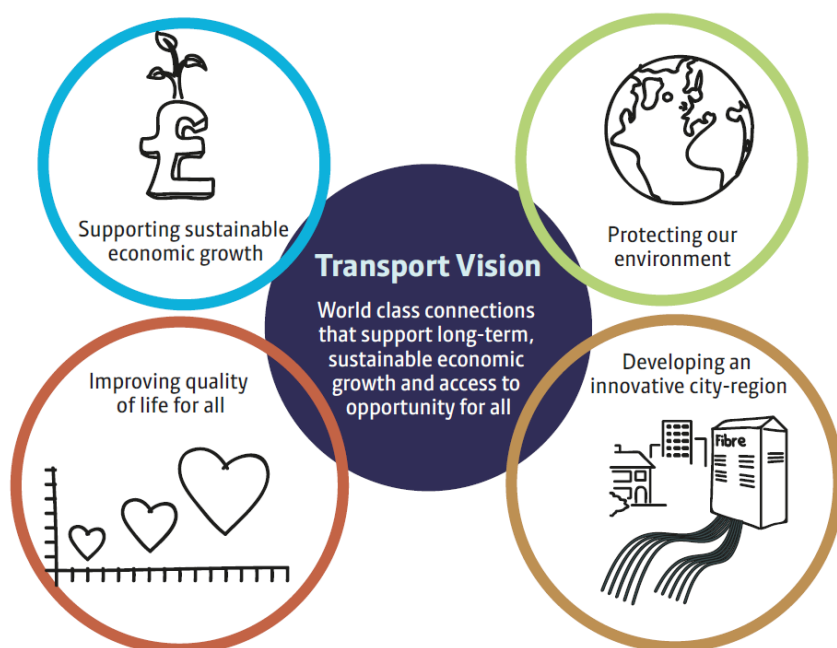 Supporting sustainable
economic growth
Protecting our
environment
Transport Vision
World class connections
that support long-term,
sustainable economic
growth and access to
opportunity for all
Improving quality
of life for all
Developing an
innovative city-region
Fibre